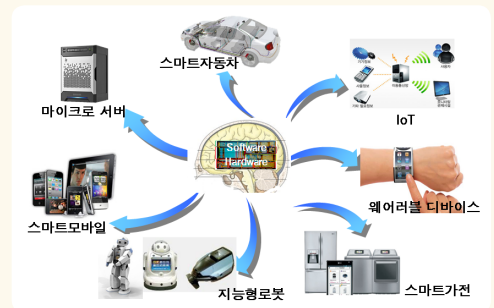 스마트자동차
마이크로 서버
IoT
Software
Hardware
스마트모바일
웨어러블 디바이스
지능형로봇
스마트가전